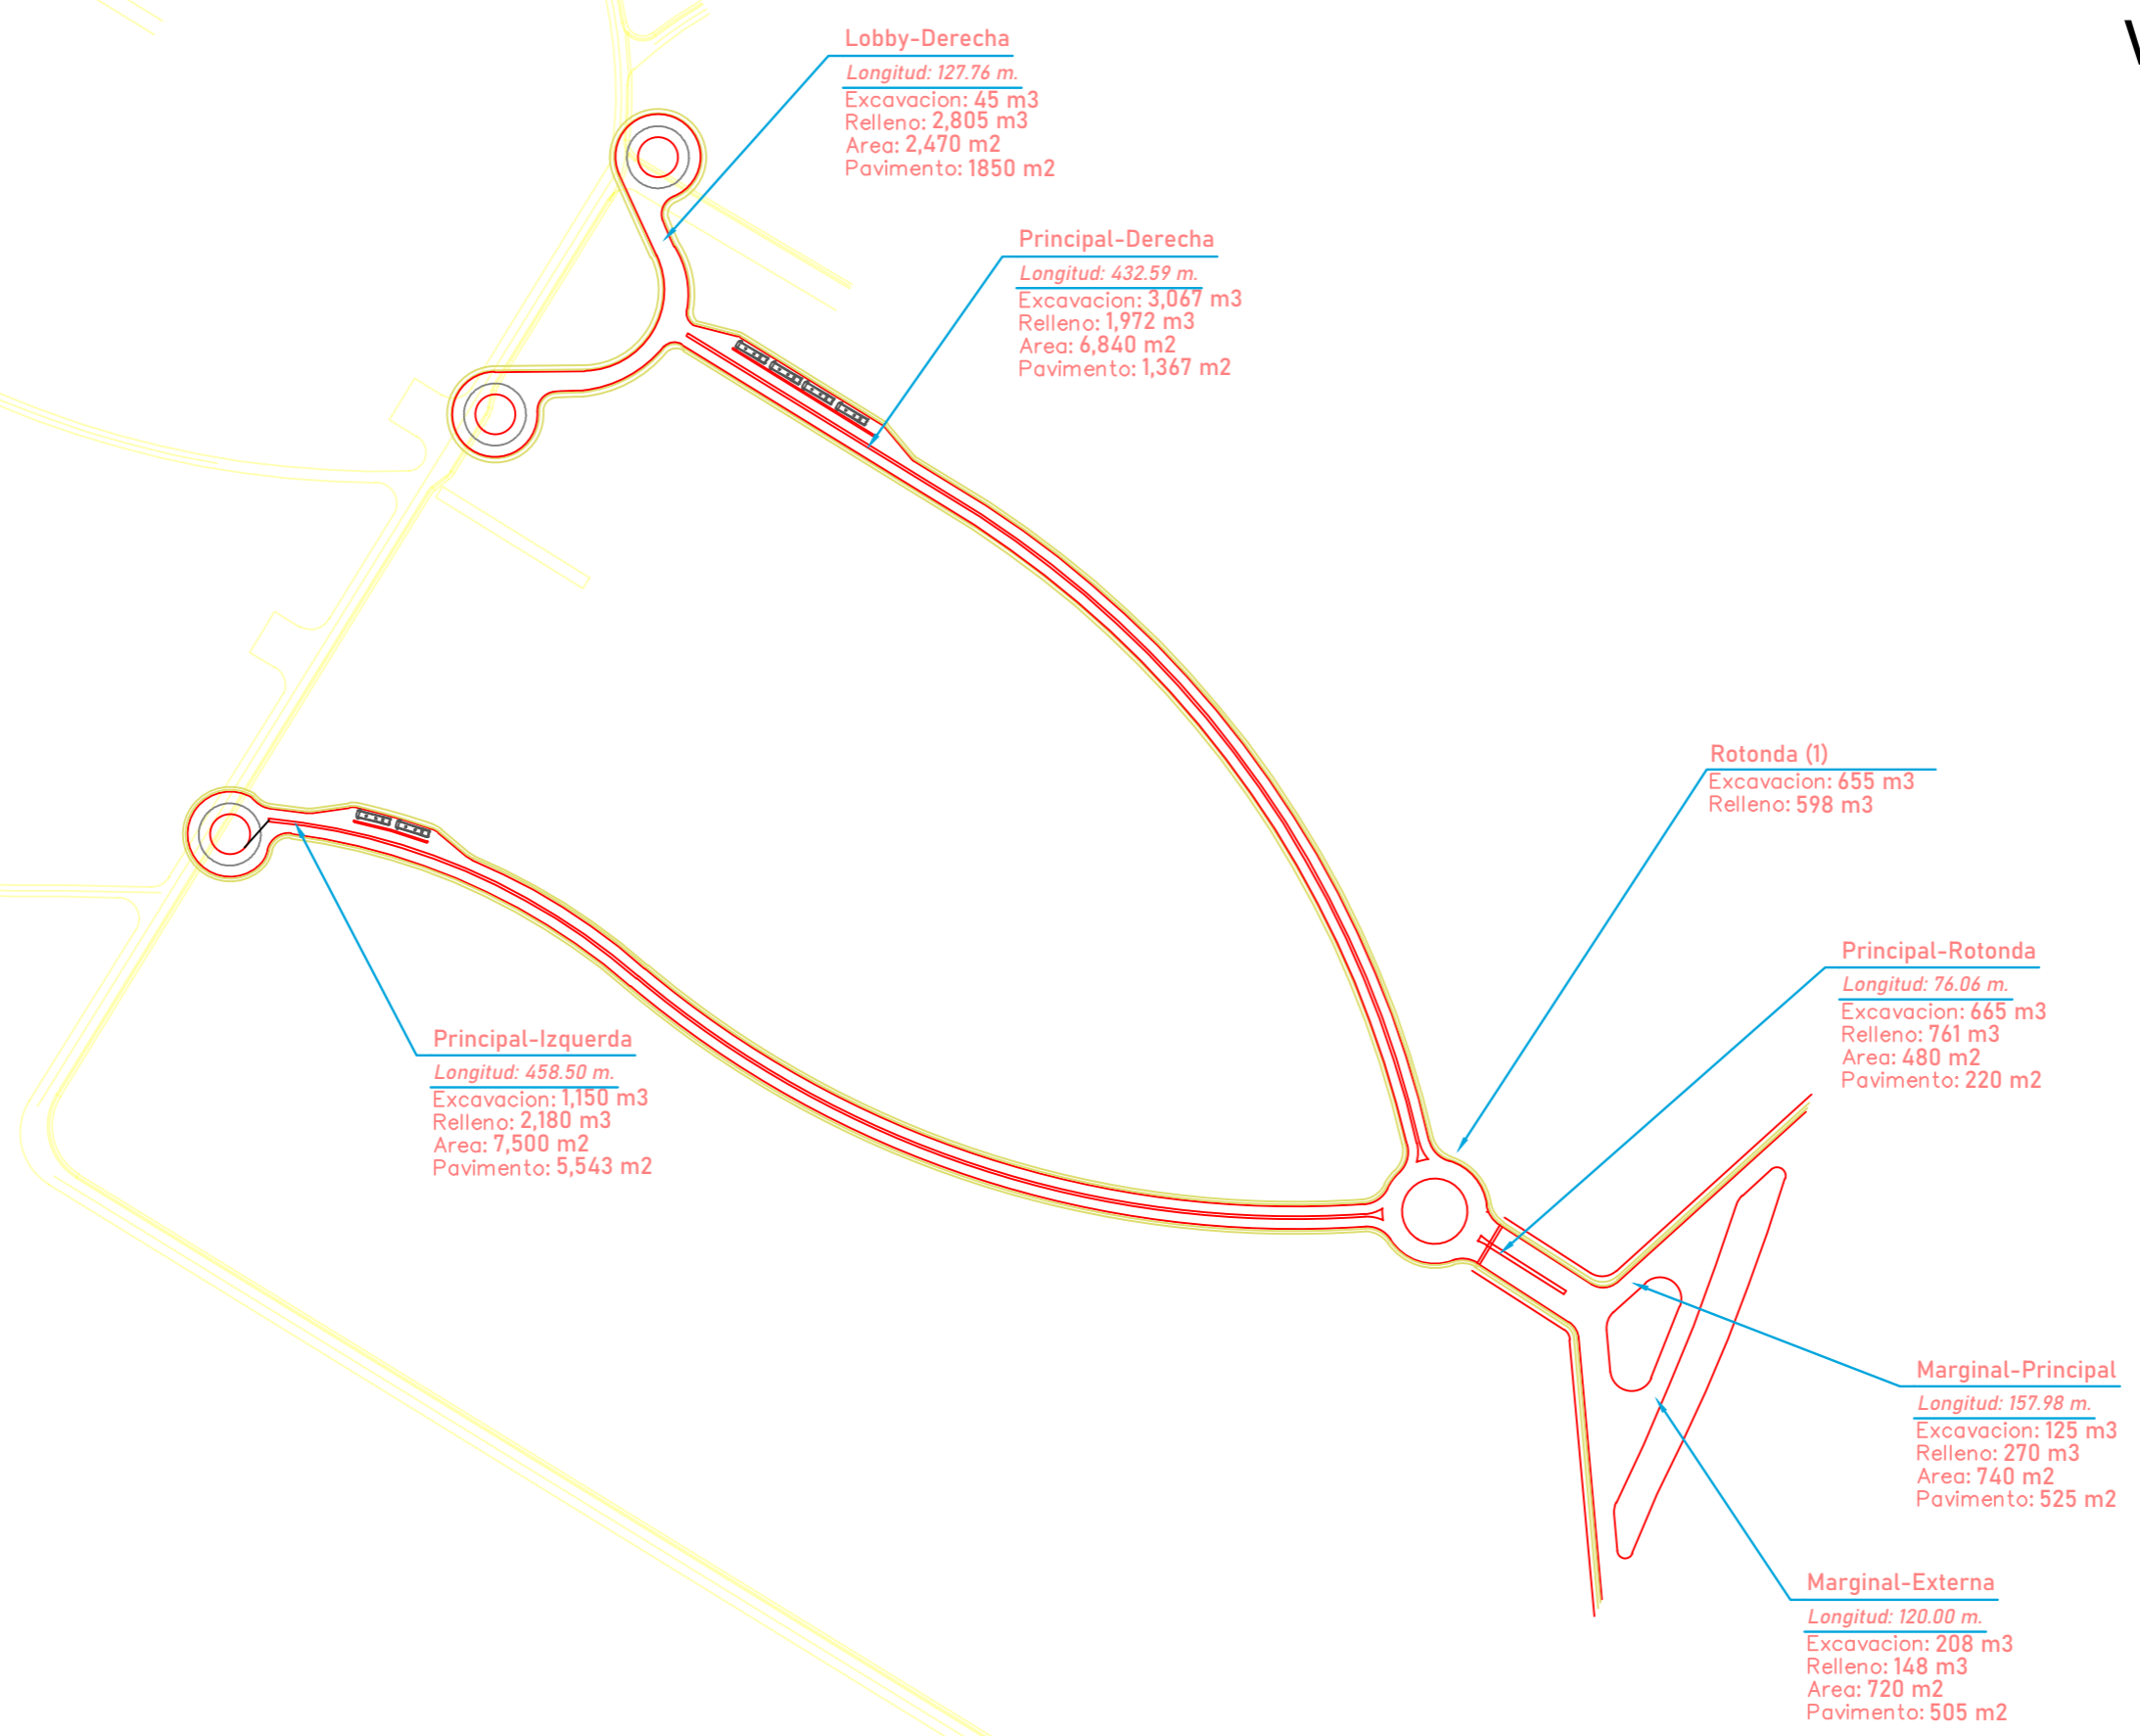 Lobby-Derecha
Longitud: 127.76 m.
Excavacion: 45 m3
Relleno: 2,805 m3
Area: 2,470 m2
Pavimento: 1850 m2
Principal-Derecha
Longitud: 432.59 m.
Excavacion: 3,067 m3
Relleno: 1,972 m3
Area: 6,840 m2
Pavimento: 1,367 m2
Rotonda (1)
Excavacion: 655 m3
Relleno: 598 m3
Principal-Rotonda
Longitud: 76.06 m.
Excavacion: 665 m3
Relleno: 761 m3
Area: 480 m2
Pavimento: 220 m2
Principal-Izquerda
Longitud: 458.50 m.
Excavacion: 1,150 m3
Relleno: 2,180 m3
Area: 7,500 m2
Pavimento: 5,543 m2
Marginal-Principal
Longitud: 157.98 m.
Excavacion: 125 m3
Relleno: 270 m3
Area: 740 m2
Pavimento: 525 m2
Marginal-Externa
Longitud: 120.00 m.
Excavacion: 208 m3
Relleno: 148 m3
Area: 720 m2
Pavimento: 505 m2